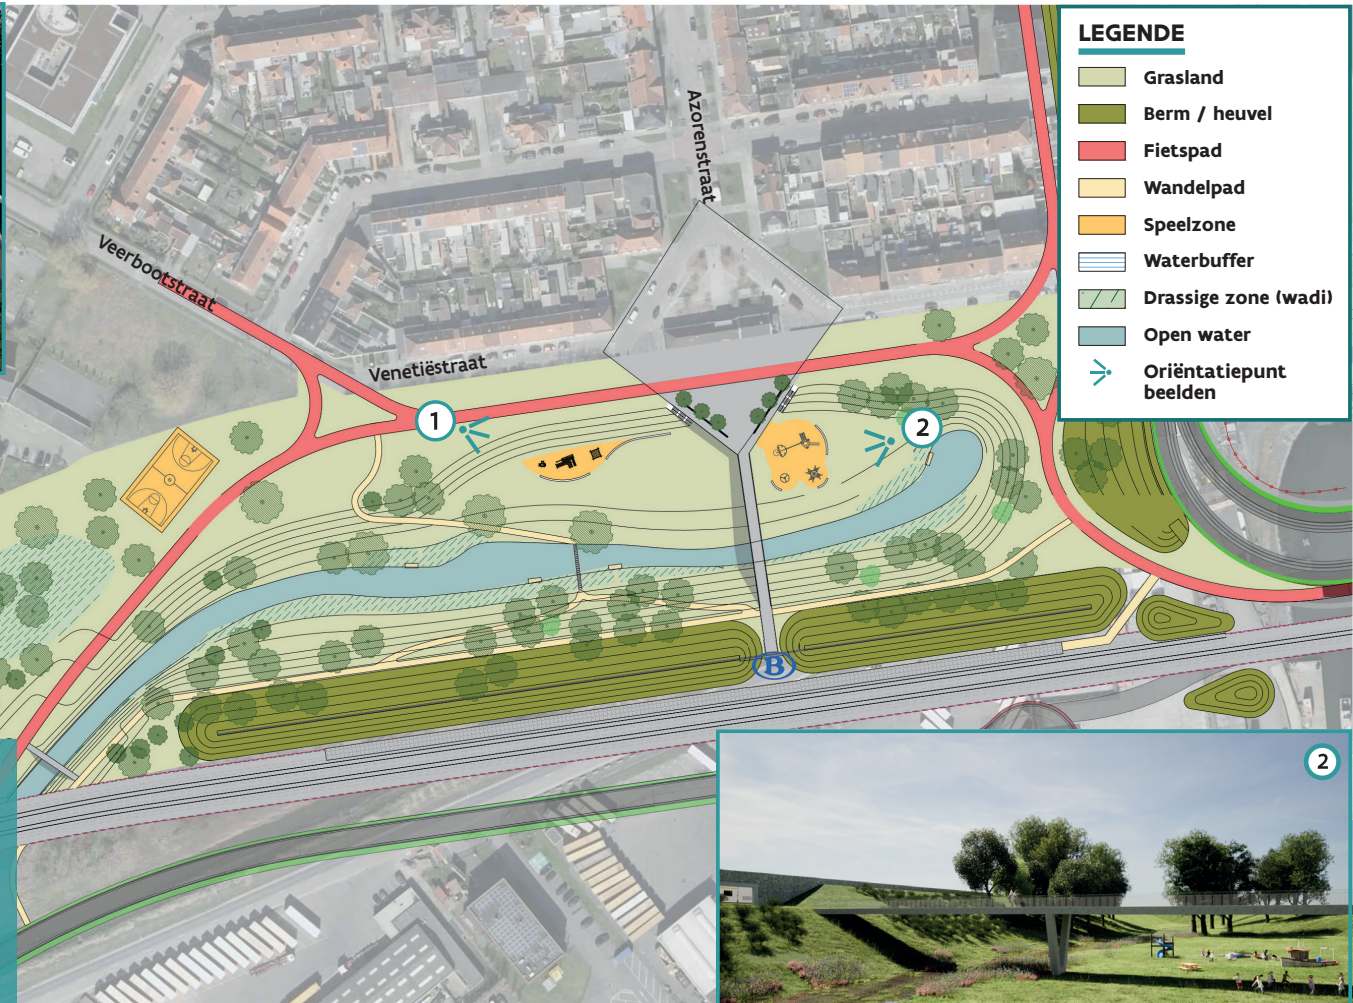 LEGENDE
Grasland
Berm / heuvel
Fietspad
Wandelpad
Speelzone
Waterbuffer
Drassige zone (wadi)
Open water
Oriëntatiepunt
beelden
Azorenstraat
Veerbootstraat
Venetiëstraat
1
2
B
2